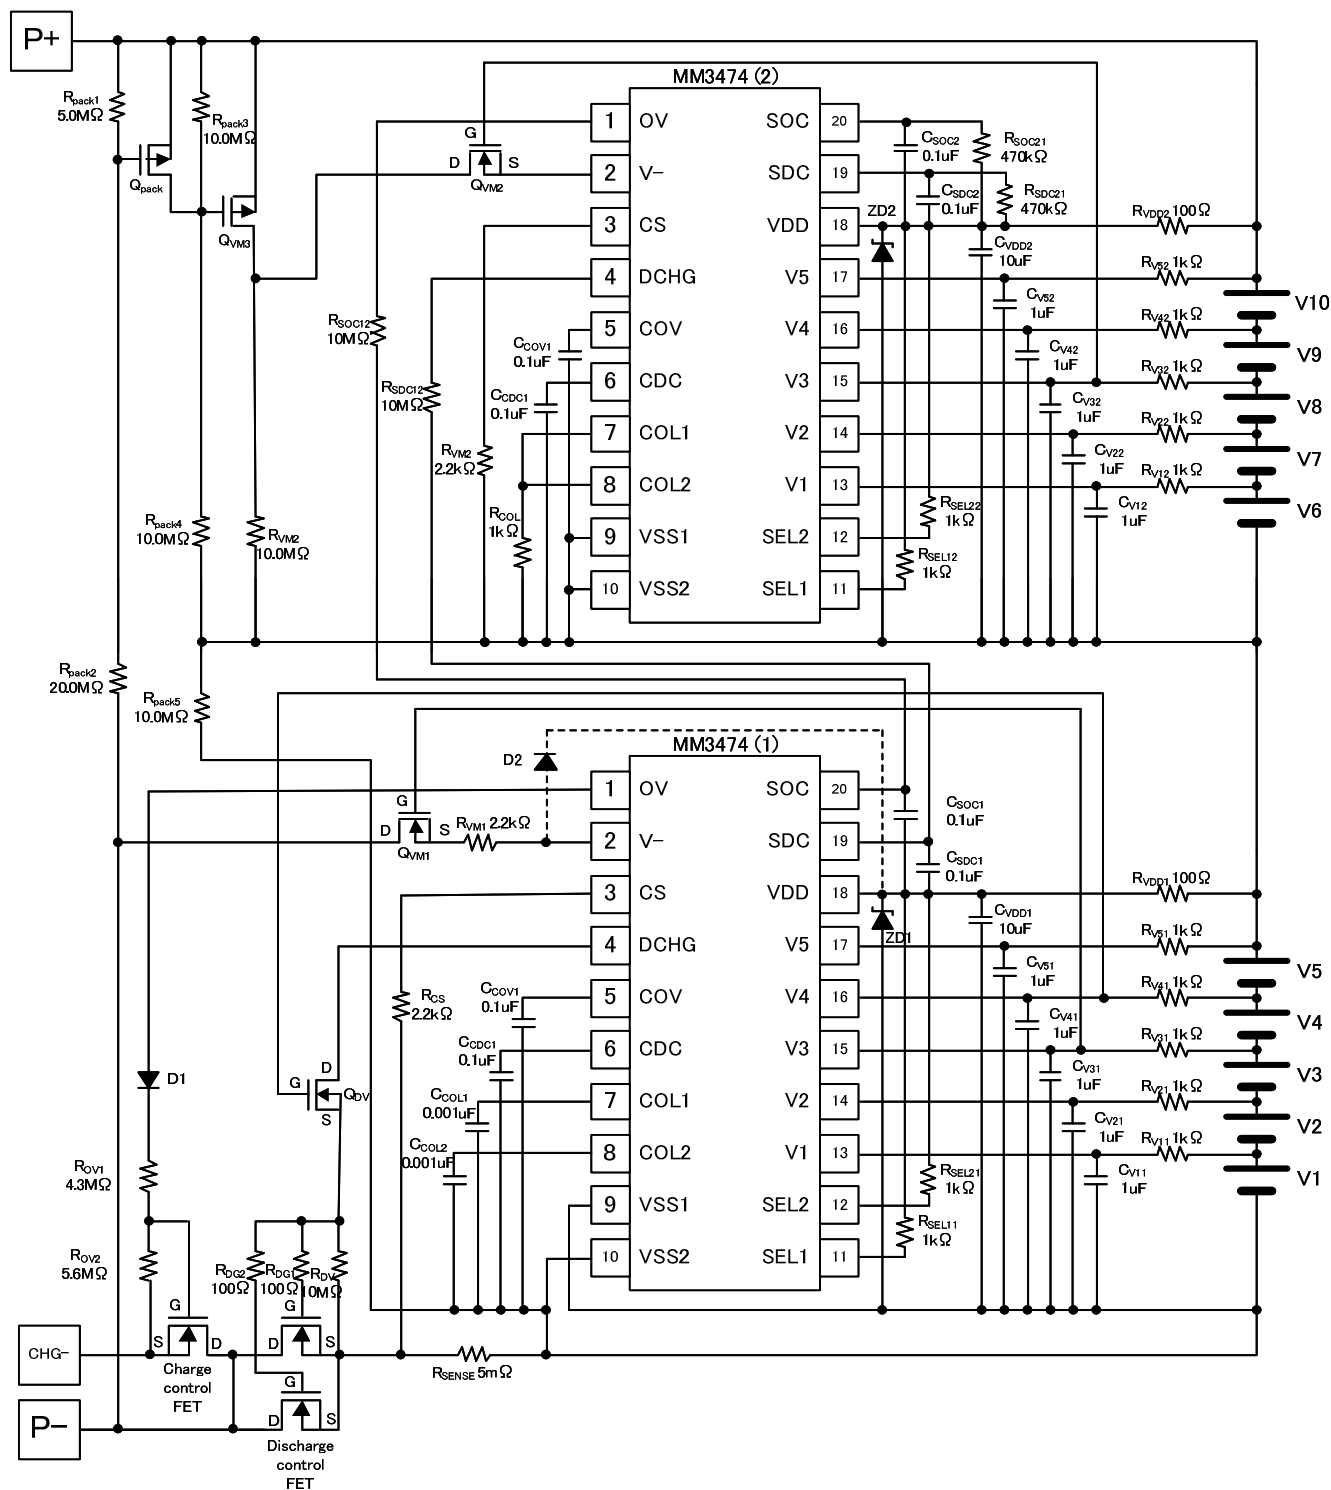 P+
Rpack1
5.0MΩ
Rpack3
10.0MΩ
Qpack
QVM3
G
D
S
QVM2
MM3474 (2)
1 OV
2 V-
3 CS
4 DCHG
5 COV
6 CDC
7 COL1
8 COL2
9 VSS1
10 VSS2
SOC 20
SDC 19
VDD 18
V5 17
V4 16
V3 15
V2 14
V1 13
SEL2 12
SEL1 11
CSOC2
0.1uF
RSOC21
470kΩ
CSDC2
0.1uF
RSDC21
470kΩ
ZD2
CVDD2
10uF
RVDD2 100Ω
RV52 1kΩ
CV52
1uF
RV42 1kΩ
CV42
1uF
RV32 1kΩ
CV32
1uF
RV22 1kΩ
CV22
1uF
RV12 1kΩ
CV12
1uF
V10
V9
V8
V7
V6
RSOC12
10MΩ
RSDC12
10MΩ
RVM2
2.2kΩ
CCOV1
0.1uF
CCDC1
0.1uF
RCOL
1kΩ
RSEL22
1kΩ
RSEL12
1kΩ
Rpack4
10.0MΩ
RVM2
10.0MΩ
Rpack2
20.0MΩ
Rpack5
10.0MΩ
MM3474 (1)
D2
1 OV
2 V-
3 CS
4 DCHG
5 COV
6 CDC
7 COL1
8 COL2
9 VSS1
10 VSS2
SOC 20
SDC 19
VDD 18
V5 17
V4 16
V3 15
V2 14
V1 13
SEL2 12
SEL1 11
G
D
S
QVM1
RVM1 2.2kΩ
CSOC1
0.1uF
CSDC1
0.1uF
ZD1
CVDD1
10uF
RVDD1 100Ω
RV51 1kΩ
CV51
1uF
RV41 1kΩ
CV41
1uF
RV31 1kΩ
CV31
1uF
RV21 1kΩ
CV21
1uF
RV11 1kΩ
CV11
1uF
V5
V4
V3
V2
V1
RCS
2.2kΩ
CCOV1
0.1uF
CCDC1
0.1uF
CCOL1
0.001uF
CCOL2
0.001uF
RSEL21
1kΩ
RSEL11
1kΩ
D1
D
G
S
QDV
ROV1
4.3MΩ
ROV2
5.6MΩ
RDG2
100Ω
RDG1
100Ω
RDV
10MΩ
CHG-
G
S
D
Charge
control
FET
G
D
S
RSENSE 5mΩ
P-
G
D
S
Discharge
control
FET